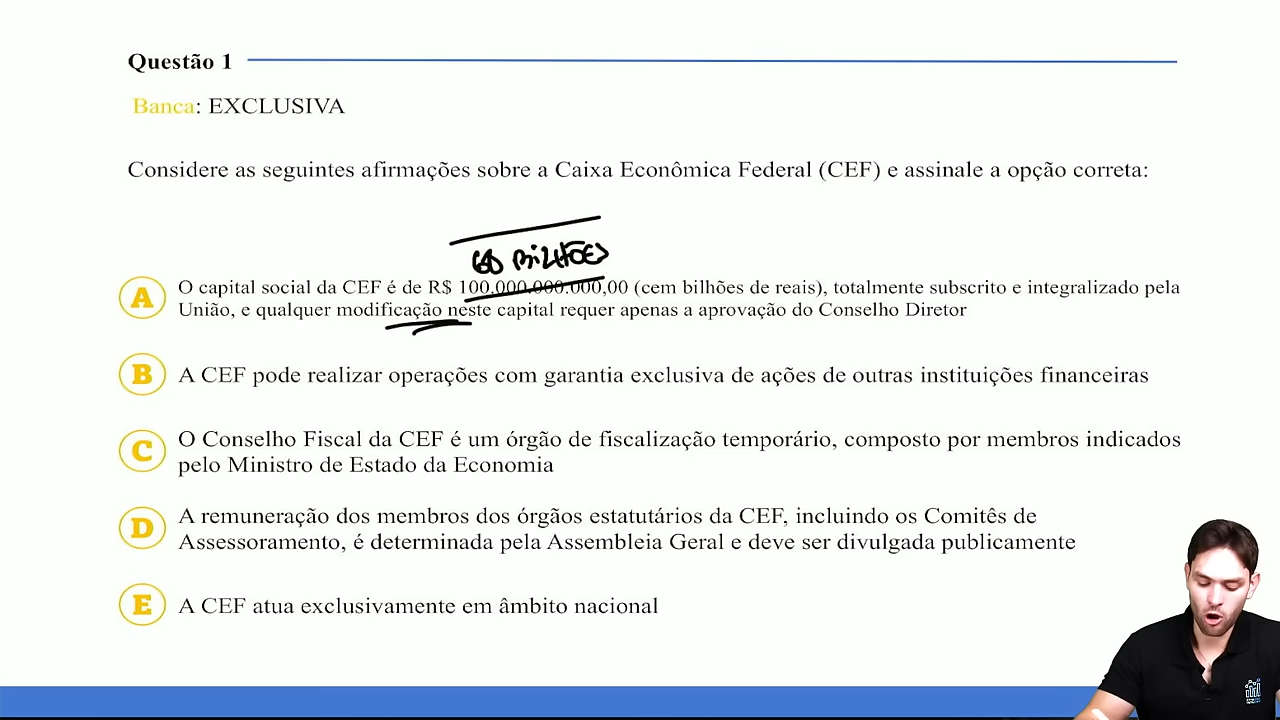 Questão 1
Banca: EXCLUSIVA
Considere as seguintes afirmações sobre a Caixa Econômica Federal (CEF) e assinale a opção correta:
60 BILHÕES
A
O capital social da CEF é de R$ 100.000.000.000,00 (cem bilhões de reais), totalmente subscrito e integralizado pela
União, e qualquer modificação neste capital requer apenas a aprovação do Conselho Diretor
B
A CEF pode realizar operações com garantia exclusiva de ações de outras instituições financeiras
C
O Conselho Fiscal da CEF é um órgão de fiscalização temporário, composto por membros indicados
pelo Ministro de Estado da Economia
D
A remuneração dos membros dos órgãos estatutários da CEF, incluindo os Comitês de
Assessoramento, é determinada pela Assembleia Geral e deve ser divulgada publicamente
E
A CEF atua exclusivamente em âmbito nacional